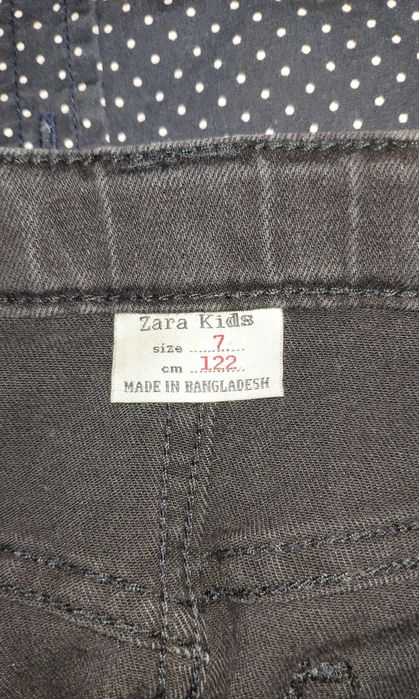 Zara Kids
size ........7........
cm ..122..
MADE IN BANGLADESH